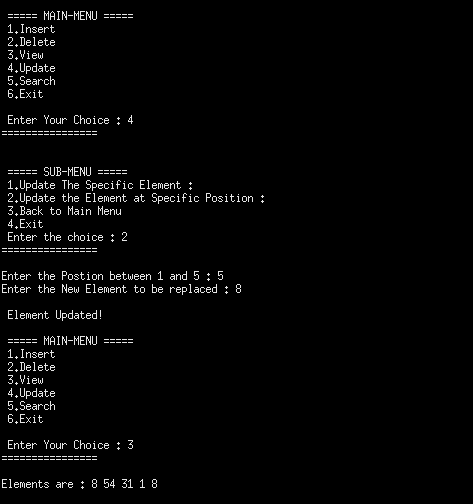 ===== MAIN-MENU =====
1.Insert
2.Delete
3.View
4.Update
5.Search
6.Exit
Enter Your Choice : 4
================
===== SUB-MENU =====
1.Update The Specific Element :
2.Update the Element at Specific Position :
3.Back to Main Menu
4.Exit
Enter the choice : 2
================
Enter the Postion between 1 and 5 : 5
Enter the New Element to be replaced : 8
Element Updated!
===== MAIN-MENU =====
1.Insert
2.Delete
3.View
4.Update
5.Search
6.Exit
Enter Your Choice : 3
================
Elements are : 8 54 31 1 8